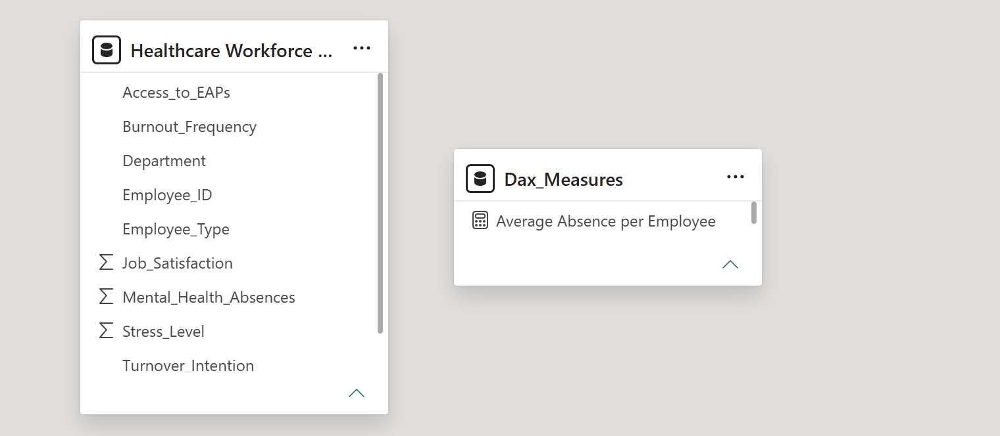 Healthcare Workforce ...
Access_to_EAPs
Burnout_Frequency
Department
Employee_ID
Employee_Type
Job_Satisfaction
Mental_Health_Absences
Stress_Level
Turnover_Intention
Dax_Measures
Average Absence per Employee